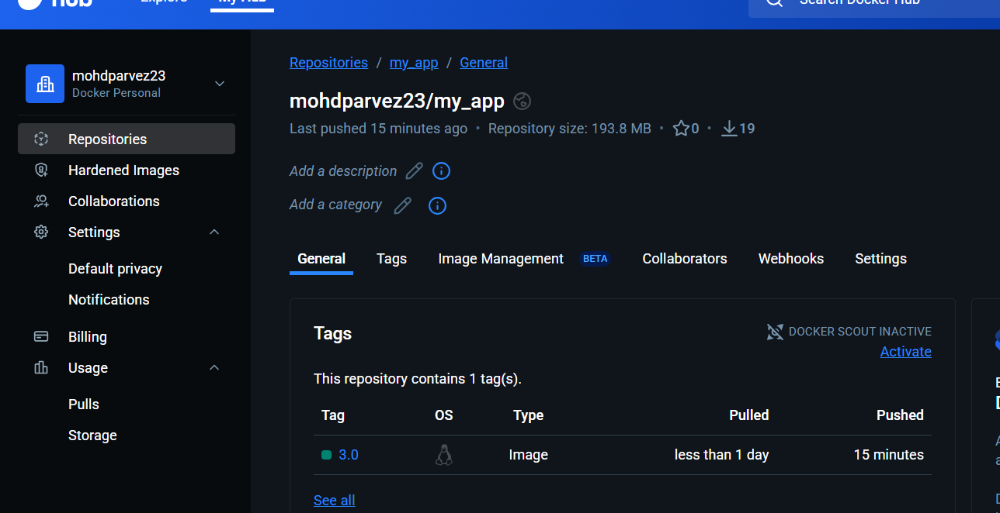 hub
Explore
My Hub
Search Docker Hub
mohdparvez23
Docker Personal
Repositories
Hardened Images
Collaborations
Settings
Default privacy
Notifications
Billing
Usage
Pulls
Storage
Repositories / my_app / General
mohdparvez23/my_app
Last pushed 15 minutes ago • Repository size: 193.8 MB • 0 • 19
Add a description
Add a category
General Tags Image Management BETA Collaborators Webhooks Settings
Tags
DOCKER SCOUT INACTIVE
Activate
This repository contains 1 tag(s).
Tag OS Type Pulled Pushed
3.0 Image less than 1 day 15 minutes
See all